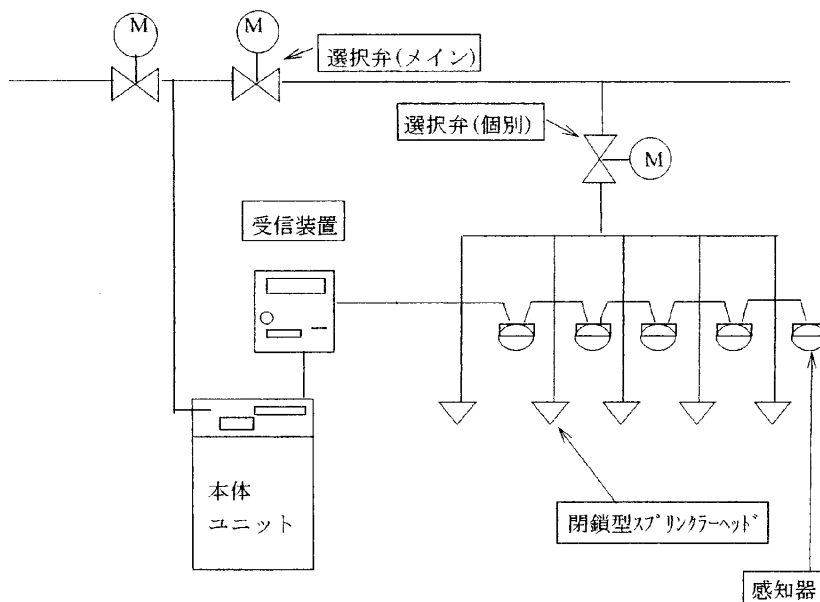 M
M
選択弁(メイン)
選択弁(個別)
M
受信装置
本体
ユニット
閉鎖型スプリンクラーヘッド
感知器